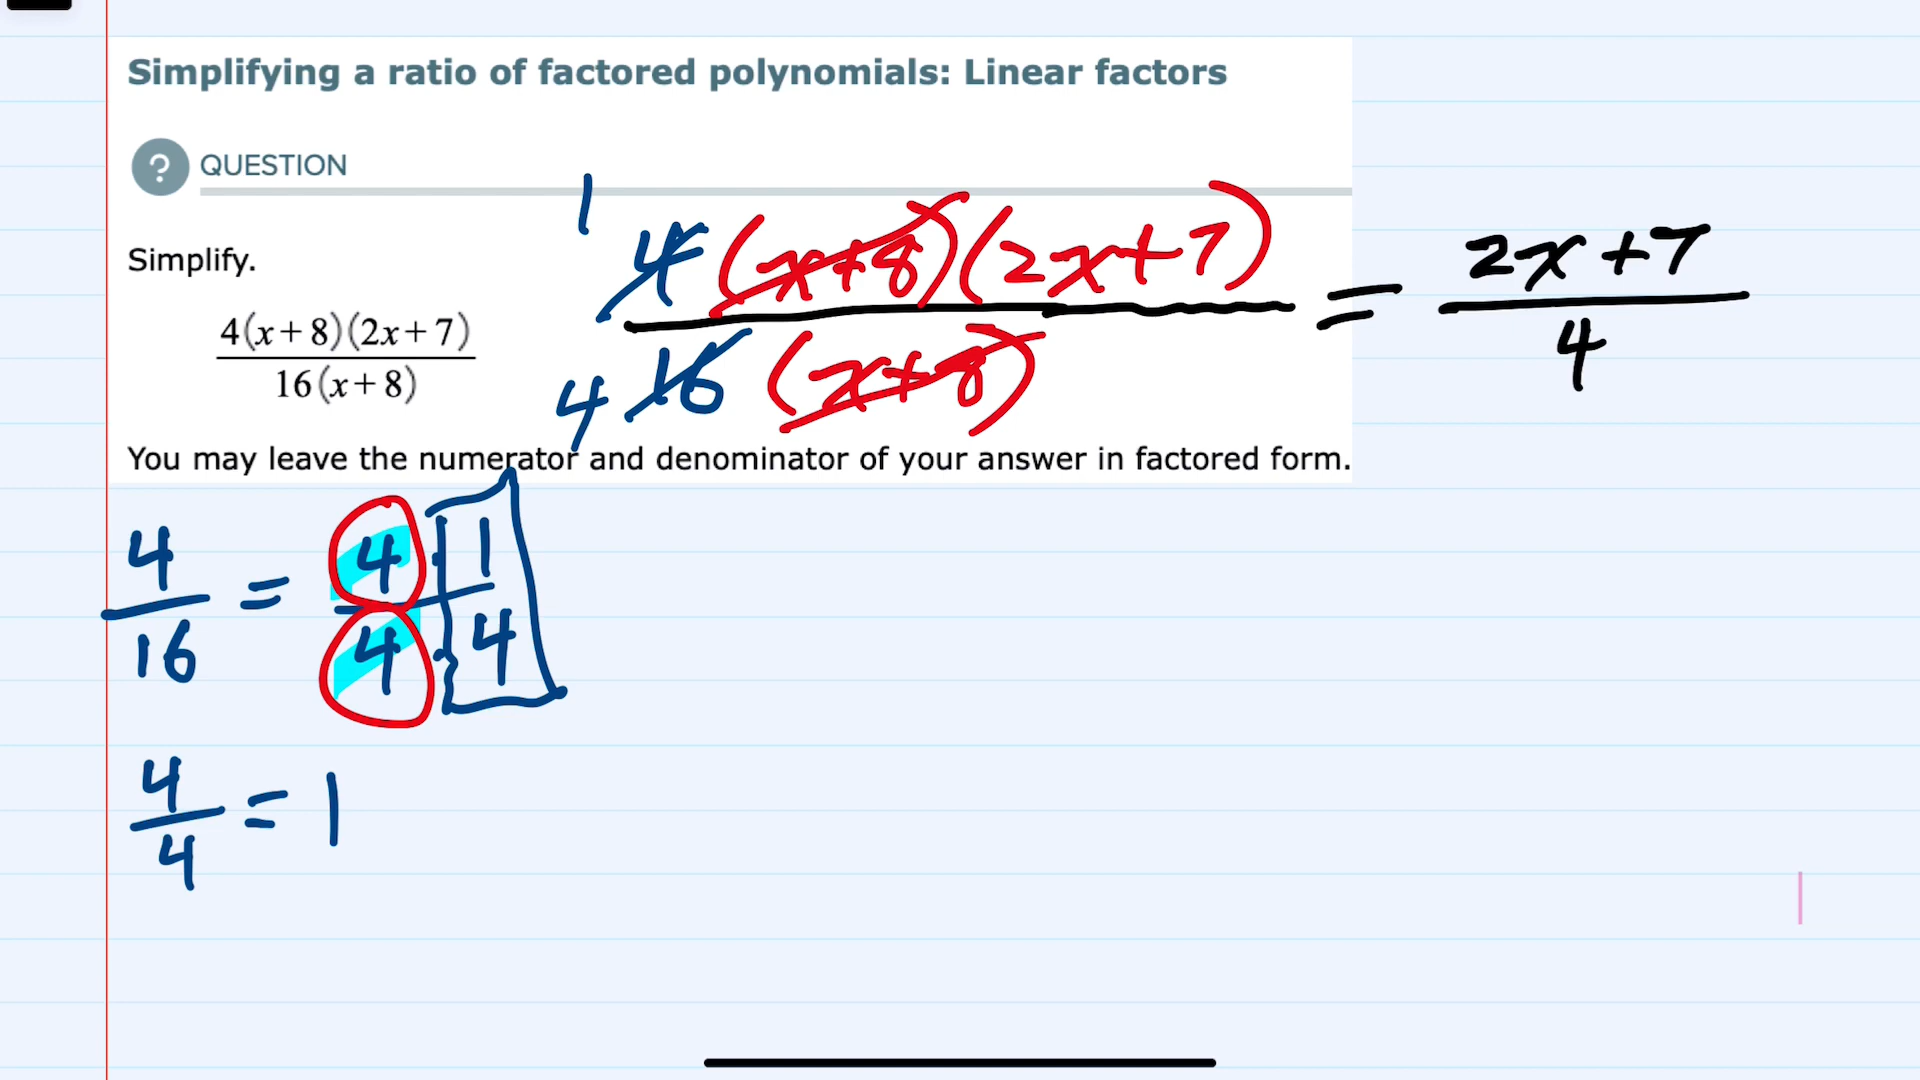 Simplifying a ratio of factored polynomials: Linear factors
? QUESTION
Simplify.
4(x+8)(2x+7)
16(x+8)
1
4(x+8)(2x+7)
4 16 (x+8)
= 2x+7
4
You may leave the numerator and denominator of your answer in factored form.
4/16 = 4·1/4·4
4/4 = 1